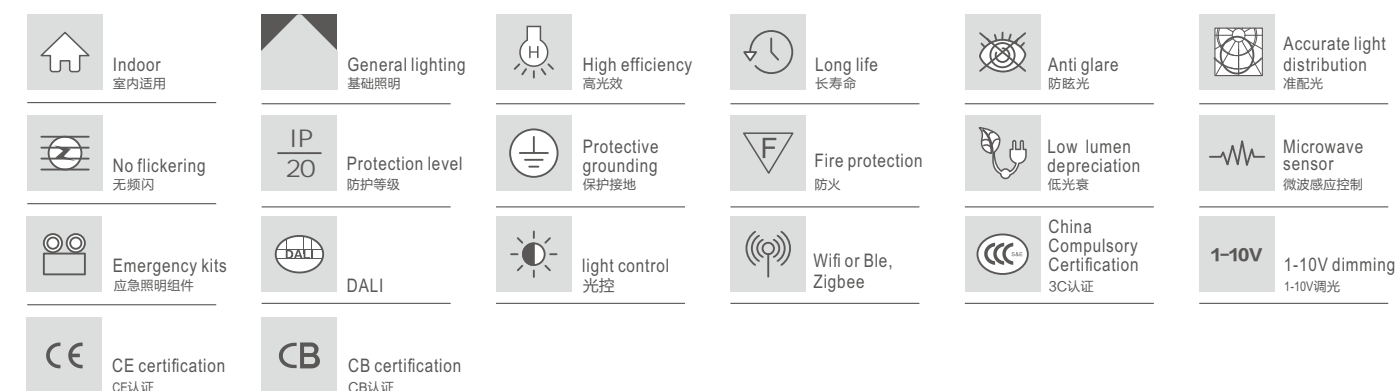 Indoor
室内适用
General lighting
基础照明
H
High efficiency
高光效
Long life
长寿命
Anti glare
防眩光
Accurate light
distribution
准配光
No flickering
无频闪
IP
20
Protection level
防护等级
Protective
grounding
保护接地
F
Fire protection
防火
Low lumen
depreciation
低光衰
Microwave
sensor
微波感应控制
Emergency kits
应急照明组件
DALI
DALI
light control
光控
Wifi or Ble,
Zigbee
CCC S&E
China
Compulsory
Certification
3C认证
1-10V
1-10V dimming
1-10V调光
CE
CE certification
CE认证
CB
CB certification
CB认证